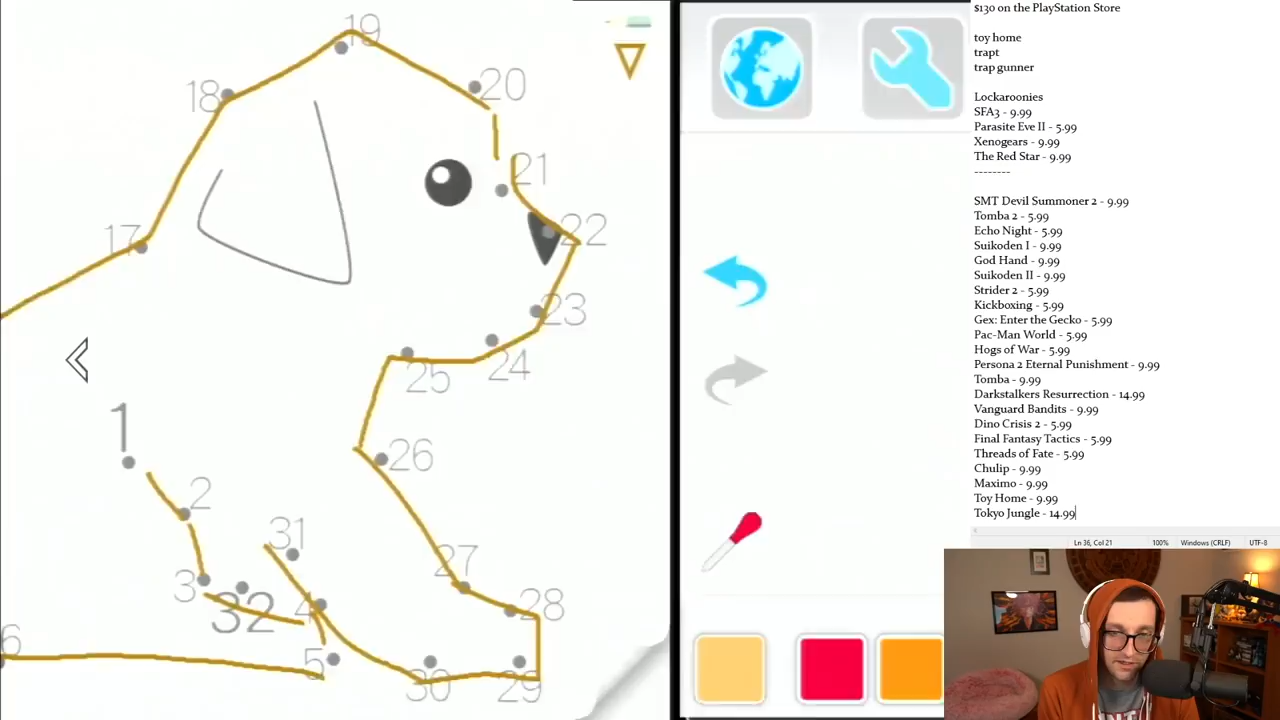 $130 on the PlayStation Store
toy home
trapt
trap gunner
Lockaroonies
SFA3 - 9.99
Parasite Eve II - 5.99
Xenogears - 9.99
The Red Star - 9.99
--------
SMT Devil Summoner 2 - 9.99
Tomba 2 - 5.99
Echo Night - 5.99
Suikoden I - 9.99
God Hand - 9.99
Suikoden II - 9.99
Strider 2 - 5.99
Kickboxing - 5.99
Gex: Enter the Gecko - 5.99
Pac-Man World - 5.99
Hogs of War - 5.99
Persona 2 Eternal Punishment - 9.99
Tomba - 9.99
Darkstalkers Resurrection - 14.99
Vanguard Bandits - 9.99
Dino Crisis 2 - 5.99
Final Fantasy Tactics - 5.99
Threads of Fate - 5.99
Chulip - 9.99
Maximo - 9.99
Toy Home - 9.99
Tokyo Jungle - 14.99
Ln 36, Col 21 100% Windows (CRLF) UTF-8
19
20
18
21
22
17
23
24
25
1
26
2
31
27
3
32
4
28
6
5
30
29